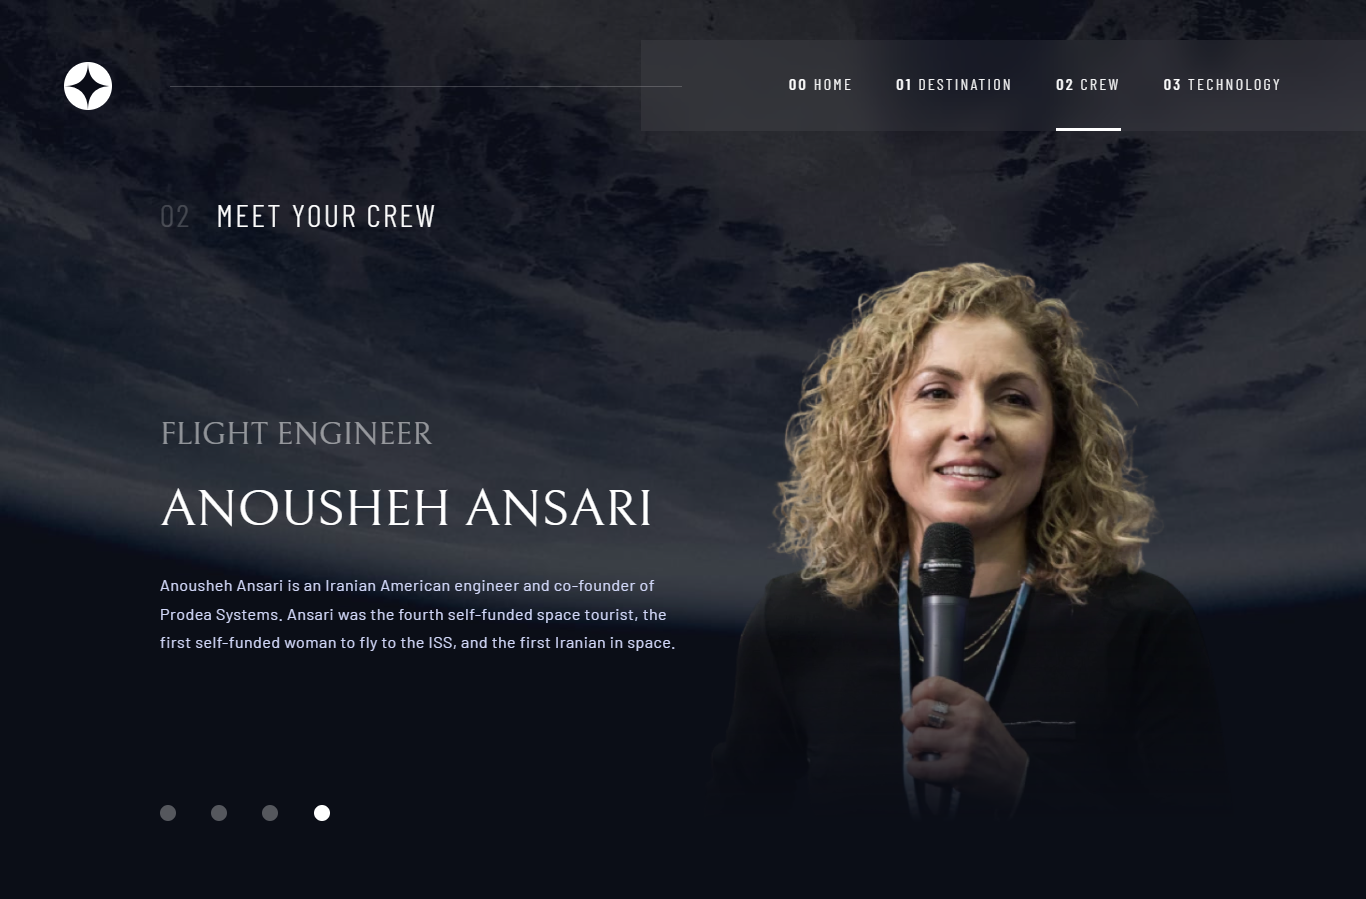 00 HOME
01 DESTINATION
02 CREW
03 TECHNOLOGY
02 MEET YOUR CREW
FLIGHT ENGINEER
ANOUSHEH ANSARI
Anousheh Ansari is an Iranian American engineer and co-founder of
Prodea Systems. Ansari was the fourth self-funded space tourist, the
first self-funded woman to fly to the ISS, and the first Iranian in space.